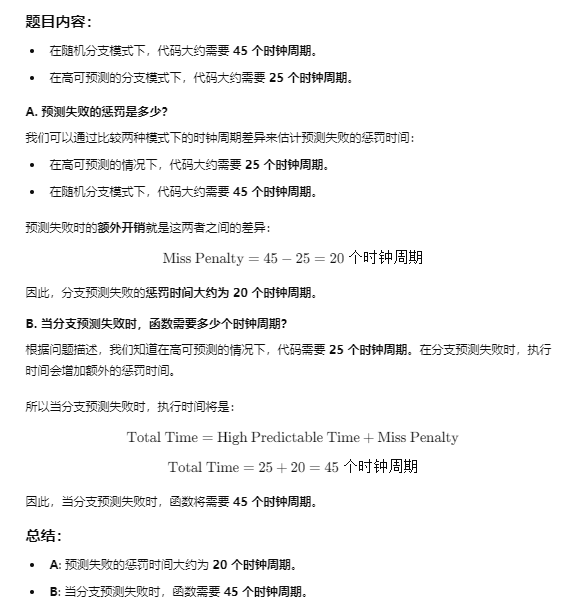 题目内容：
• 在随机分支模式下，代码大约需要 45 个时钟周期。
• 在高可预测的分支模式下，代码大约需要 25 个时钟周期。
A. 预测失败的惩罚是多少?
我们可以通过比较两种模式下的时钟周期差异来估计预测失败的惩罚时间：
• 在高可预测的情况下，代码大约需要 25 个时钟周期。
• 在随机分支模式下，代码大约需要 45 个时钟周期。
预测失败时的额外开销就是这两者之间的差异：
Miss Penalty = 45 − 25 = 20 个时钟周期
因此，分支预测失败的惩罚时间大约为 20 个时钟周期。
B. 当分支预测失败时，函数需要多少个时钟周期?
根据问题描述，我们知道在高可预测的情况下，代码需要 25 个时钟周期。在分支预测失败时，执行
时间会增加额外的惩罚时间。
所以当分支预测失败时，执行时间将是：
Total Time = High Predictable Time + Miss Penalty
Total Time = 25 + 20 = 45 个时钟周期
因此，当分支预测失败时，函数将需要 45 个时钟周期。
总结：
• A: 预测失败的惩罚时间大约为 20 个时钟周期。
• B: 当分支预测失败时，函数需要 45 个时钟周期。